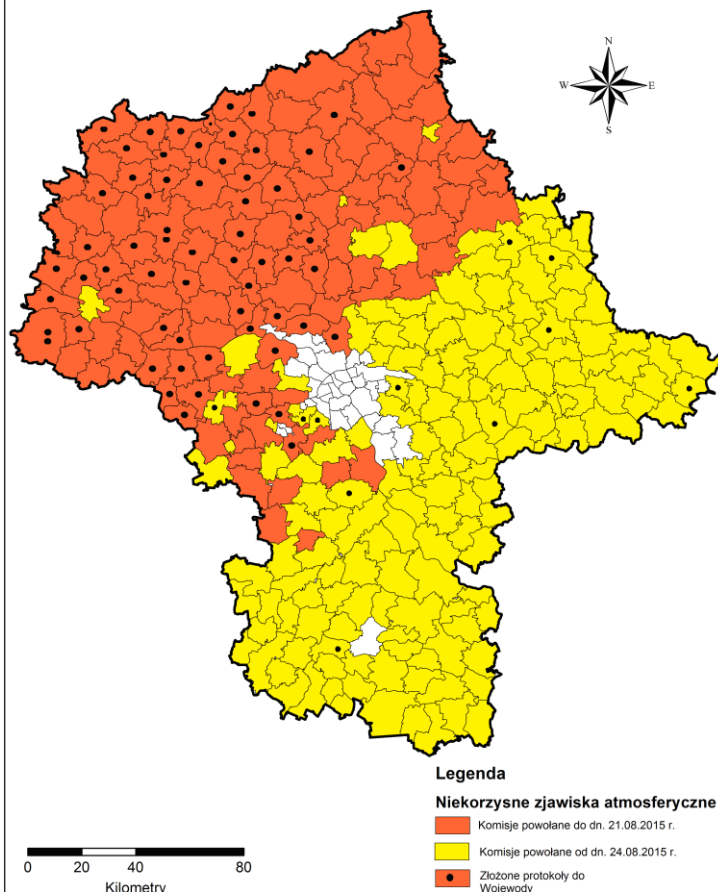 N
W E
S
Legenda
Niekorzysne zjawiska atmosferyczne
Komisje powołane do dn. 21.08.2015 r.
Komisje powołane od dn. 24.08.2015 r.
Złożone protokoły do
Wojewody
0 20 40 80
Kilometry